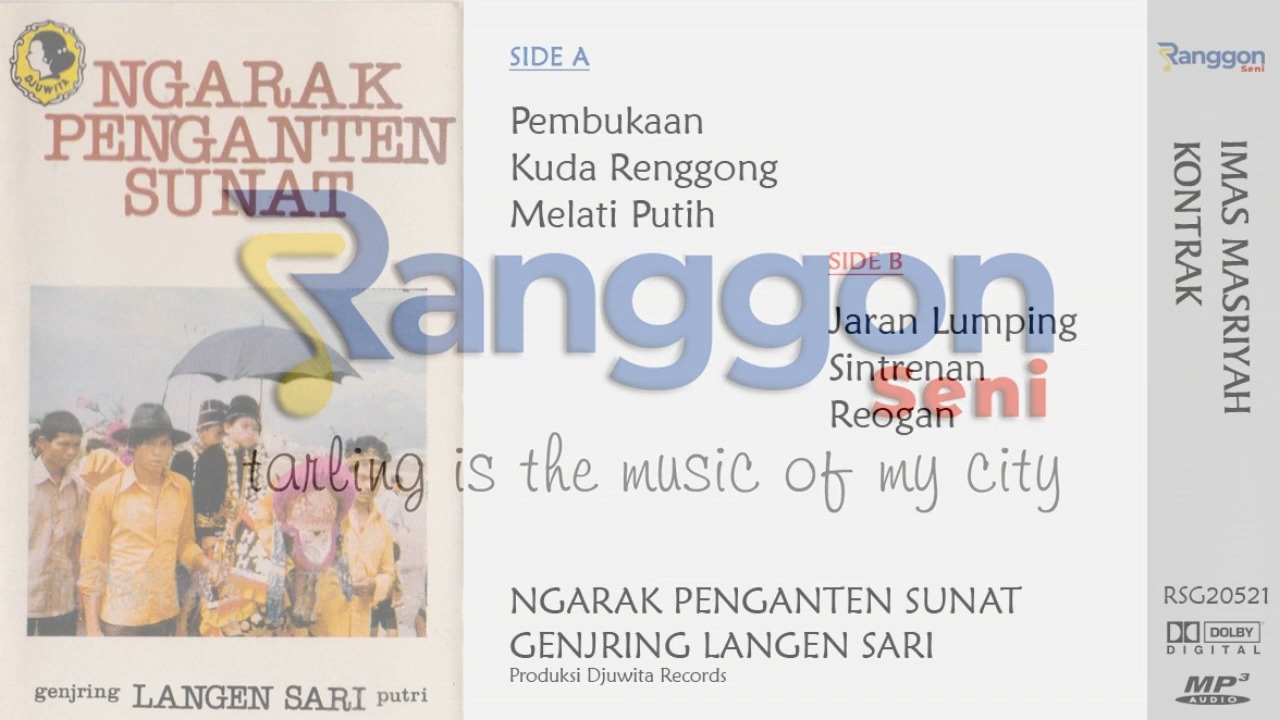 DJUWITA
NGARAK
PENGANTEN
SUNAT
genjring LANGEN SARI putri
SIDE A
Pembukaan
Kuda Renggong
Melati Putih
SIDE B
Jaran Lumping
Sintrenan
Reogan
Ranggon
Seni
tarling is the music of my city
NGARAK PENGANTEN SUNAT
GENJRING LANGEN SARI
Produksi Djuwita Records
Ranggon
Seni
IMAS MASRIYAH
KONTRAK
RSG20521
DOLBY
DIGITAL
MP3
AUDIO